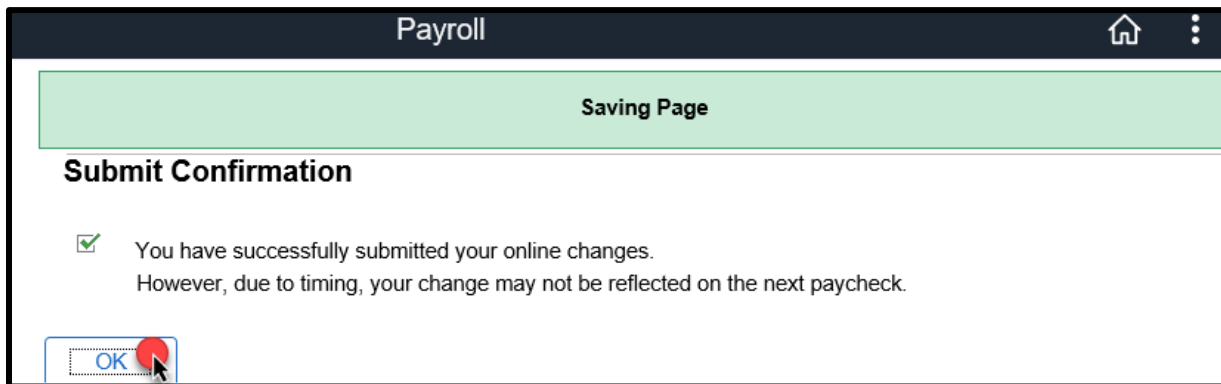 Payroll
Saving Page
Submit Confirmation
You have successfully submitted your online changes.
However, due to timing, your change may not be reflected on the next paycheck.
OK